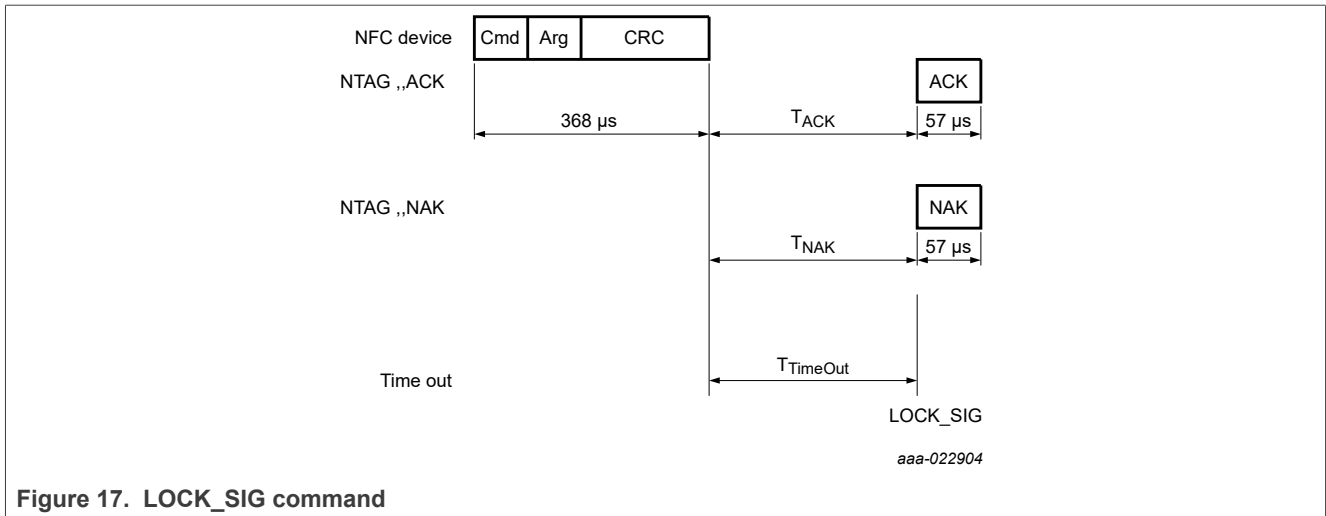 NFC device Cmd Arg CRC
NTAG ,,ACK ACK
368 µs TACK 57 µs
NTAG ,,NAK NAK
TNAK 57 µs
Time out TTimeOut
LOCK_SIG
aaa-022904
Figure 17. LOCK_SIG command